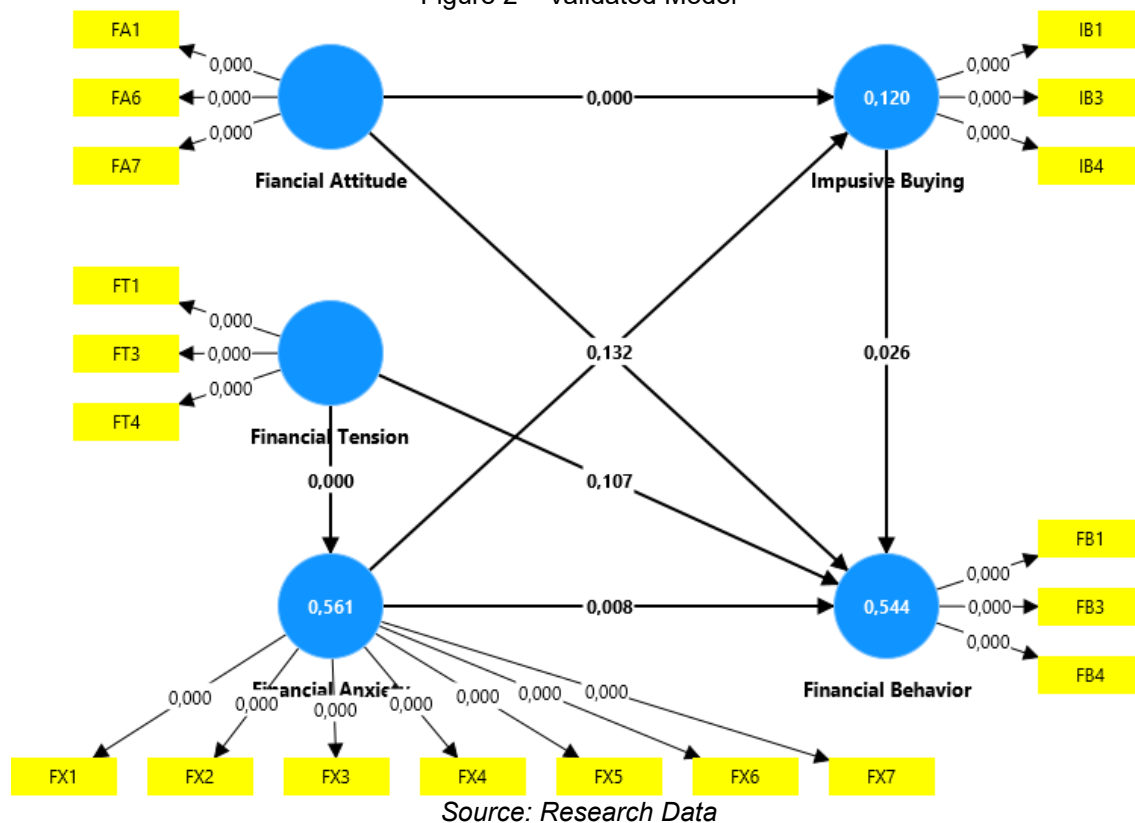 Figure 2 – Validated Model
FA1
0,000
FA6
0,000
FA7
0,000
Fiancial Attitude
0,000
0,120
Impusive Buying
IB1
0,000
IB3
0,000
IB4
0,000
FT1
0,000
FT3
0,000
FT4
0,000
Financial Tension
0,132
0,026
0,000
0,107
0,561
Financial Anxiety
0,008
0,544
Financial Behavior
FB1
0,000
FB3
0,000
FB4
0,000
0,000
0,000
0,000
0,000
0,000
0,000
0,000
FX1
FX2
FX3
FX4
FX5
FX6
FX7
Source: Research Data